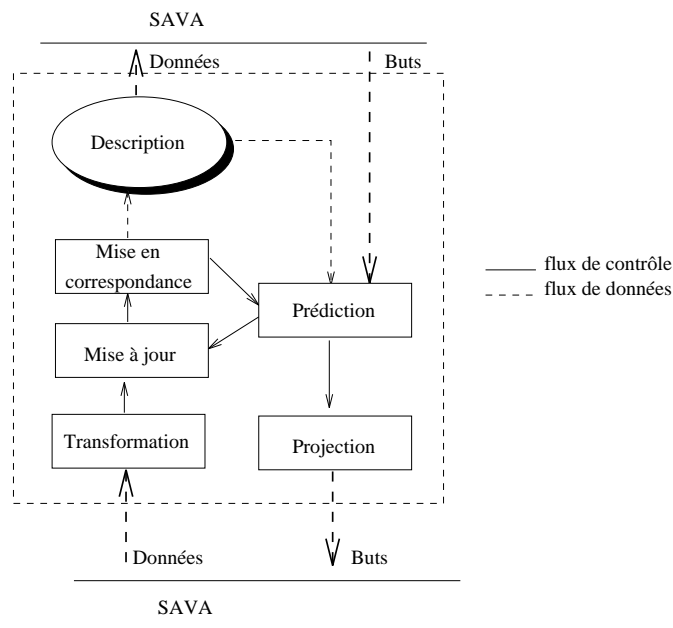 SAVA
Données
Buts
Description
Mise en
correspondance
flux de contrôle
flux de données
Prédiction
Mise à jour
Transformation
Projection
Données
Buts
SAVA